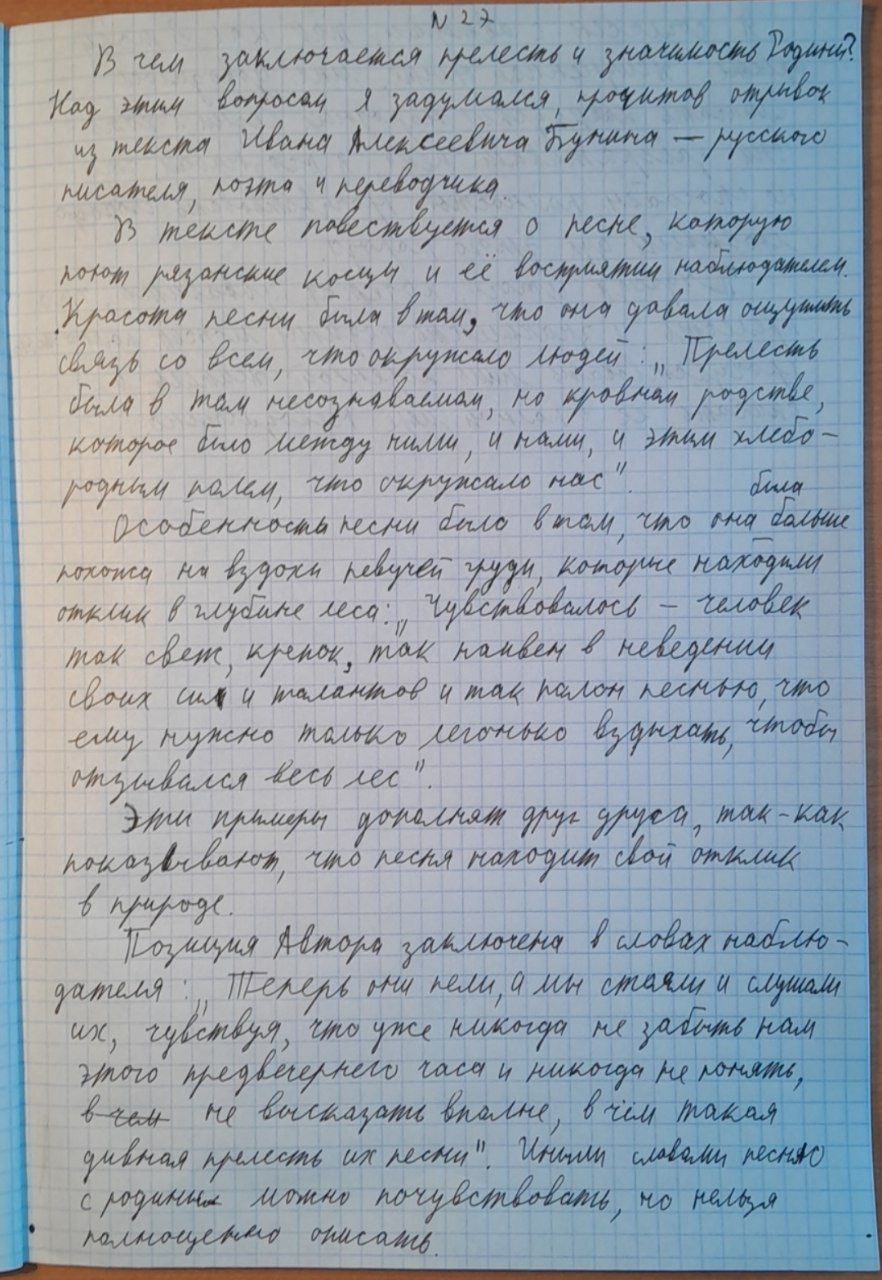 N 27
В чем заключается прелесть и значимость Родины?
Над этим вопросом я задумался, прочитов отрывок
из текста Ивана Алексеевича Бунина — русского
писателя, поэта и переводчика.
В тексте повествуется о песне, которую
поют рязанские косцы и её восприятии наблюдателем.
Красота песни была в том, что она давала ощутить
связь со всем, что окружало людей: „Прелесть
была в том несознаваемом, но кровном родстве,
которое было между ними, и нами, и этим хлебо-
родным полем, что окружало нас".
была
Особенность песни было в том, что она больше
похожа на вздохи певучей груди, которые находили
отклик в глубине леса: „Чувствовалось – человек
так свеж, крепок, так наивен в неведении
своих сил и талантов и так полон песнью, что
ему нужно только легонько вздыхать, чтобы
отзывался весь лес".
Эти примеры дополнят друг друга, так-как
показывают, что песня находит свой отклик
в природе.
Позиция Автора заключена в словах наблю-
дателя: „Теперь они пели, а мы стояли и слушали
их, чувствуя, что уже никогда не забыть нам
этого предвечернего часа и никогда не понять,
в чем не высказать вполне, в чём такая
дивная прелесть их песни". Иными словами
с родины можно почувствовать, но нельзя
полноценно описать.